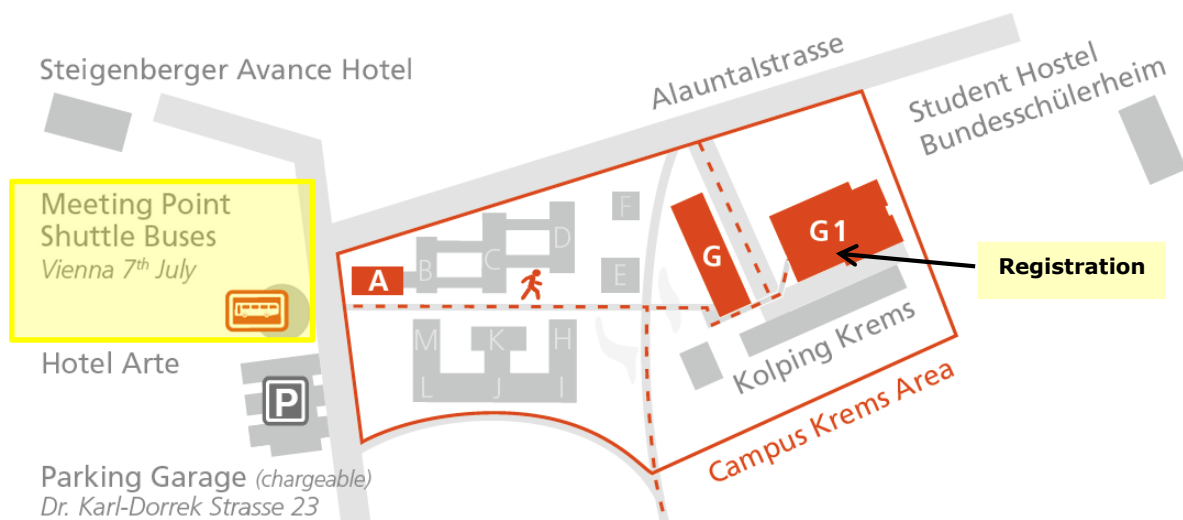 Steigenberger Avance Hotel
Alauntalstrasse
Student Hostel
Bundesschülerheim
Meeting Point
Shuttle Buses
Vienna 7th July
Hotel Arte
P
Parking Garage (chargeable)
Dr. Karl-Dorrek Strasse 23
A
B
C
D
F
E
G
G1
Registration
M
K
H
L
J
I
Kolping Krems
Campus Krems Area